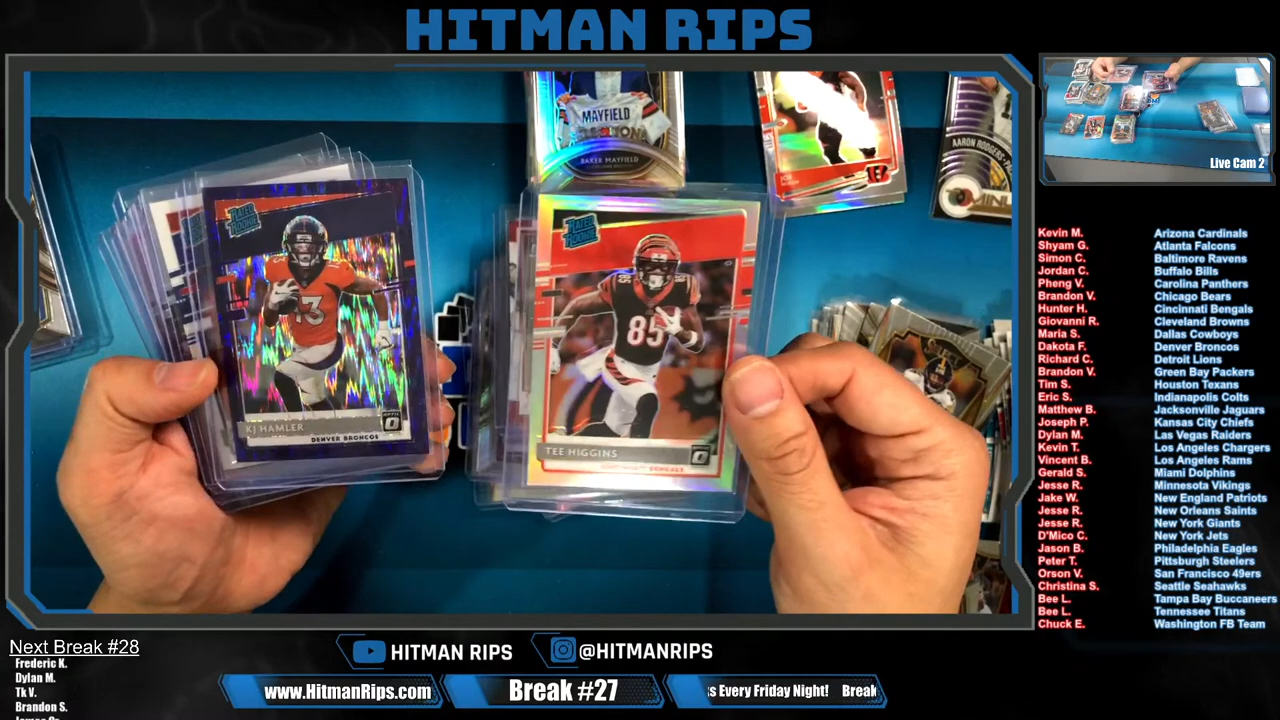 HITMAN RIPS
MAYFIELD
BAKER MAYFIELD
AARON RODGERS
MINU
RATED ROOKIE
13
KJ HAMLER
OPTIC
DENVER BRONCOS
RATED ROOKIE
85
TEE HIGGINS
Live Cam 2
Kevin M. Arizona Cardinals
Shyam G. Atlanta Falcons
Simon C. Baltimore Ravens
Jordan C. Buffalo Bills
Pheng V. Carolina Panthers
Brandon V. Chicago Bears
Hunter H. Cincinnati Bengals
Giovanni R. Cleveland Browns
Maria S. Dallas Cowboys
Dakota F. Denver Broncos
Richard C. Detroit Lions
Brandon V. Green Bay Packers
Tim S. Houston Texans
Eric S. Indianapolis Colts
Matthew B. Jacksonville Jaguars
Joseph P. Kansas City Chiefs
Dylan M. Las Vegas Raiders
Kevin T. Los Angeles Chargers
Vincent B. Los Angeles Rams
Gerald S. Miami Dolphins
Jesse R. Minnesota Vikings
Jake W. New England Patriots
Jesse R. New Orleans Saints
Jesse R. New York Giants
D'Mico C. New York Jets
Jason B. Philadelphia Eagles
Peter T. Pittsburgh Steelers
Orson V. San Francisco 49ers
Christina S. Seattle Seahawks
Bee L. Tampa Bay Buccaneers
Bee L. Tennessee Titans
Chuck E. Washington FB Team
Next Break #28
Frederic K.
Dylan M.
Tk V.
Brandon S.
HITMAN RIPS
@HITMANRIPS
www.HitmanRips.com
Break #27
s Every Friday Night! Break